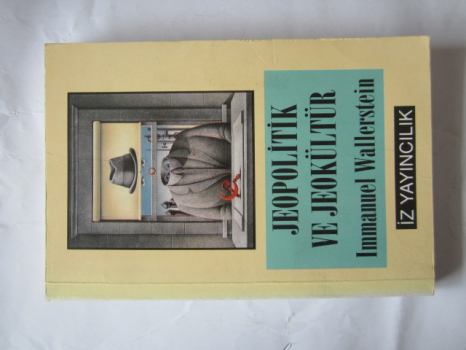 JEOPOLİTİK
VE JEOKÜLTÜR
Immanuel Wallerstein
İZ YAYINCILIK